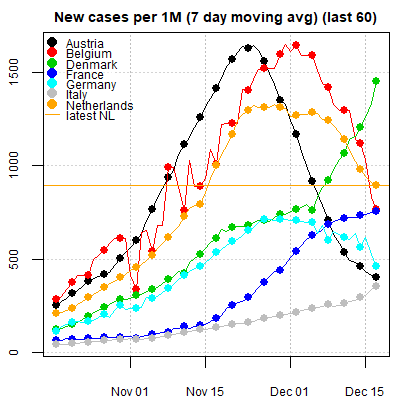 New cases per 1M (7 day moving avg) (last 60)
Austria
Belgium
Denmark
France
Germany
Italy
Netherlands
latest NL
1500
1000
500
0
Nov 01 Nov 15 Dec 01 Dec 15